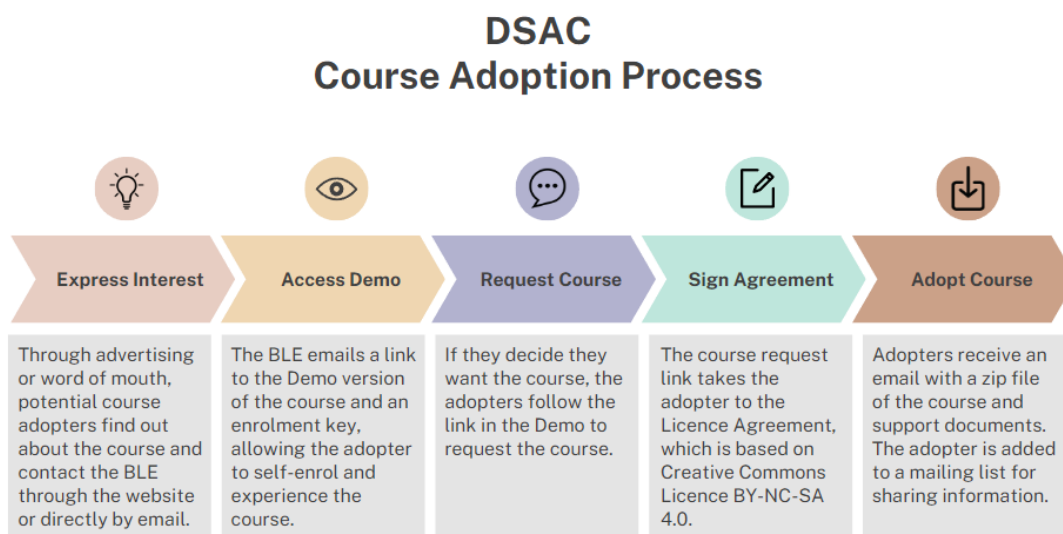 DSAC
Course Adoption Process
Express Interest
Access Demo
Request Course
Sign Agreement
Adopt Course
Through advertising
or word of mouth,
potential course
adopters find out
about the course and
contact the BLE
through the website
or directly by email.
The BLE emails a link
to the Demo version
of the course and an
enrolment key,
allowing the adopter
to self-enrol and
experience the
course.
If they decide they
want the course, the
adopters follow the
link in the Demo to
request the course.
The course request
link takes the
adopter to the
Licence Agreement,
which is based on
Creative Commons
Licence BY-NC-SA
4.0.
Adopters receive an
email with a zip file
of the course and
support documents.
The adopter is added
to a mailing list for
sharing information.